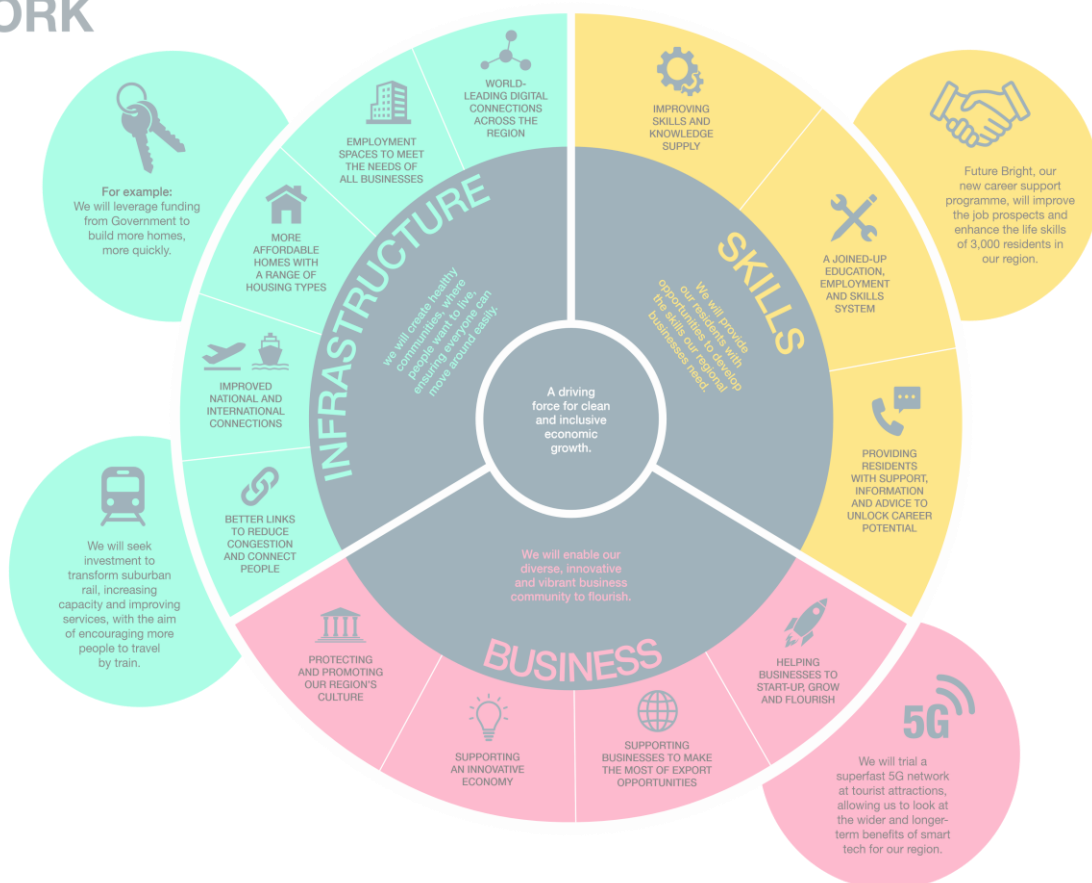 ORK
For example:
We will leverage funding
from Government to
build more homes,
more quickly.
We will seek
investment to
transform suburban
rail, increasing
capacity and improving
services, with the aim
of encouraging more
people to travel
by train.
INFRASTRUCTURE
we will create healthy
communities, where
people want to live,
ensuring everyone can
move around easily.
WORLD-
LEADING DIGITAL
CONNECTIONS
ACROSS THE
REGION
EMPLOYMENT
SPACES TO MEET
THE NEEDS OF
ALL BUSINESSES
MORE
AFFORDABLE
HOMES WITH
A RANGE OF
HOUSING TYPES
IMPROVED
NATIONAL AND
INTERNATIONAL
CONNECTIONS
BETTER LINKS
TO REDUCE
CONGESTION
AND CONNECT
PEOPLE
SKILLS
We will provide
our residents with
opportunities to develop
the skills our regional
businesses need.
IMPROVING
SKILLS AND
KNOWLEDGE
SUPPLY
A JOINED-UP
EDUCATION,
EMPLOYMENT
AND SKILLS
SYSTEM
PROVIDING
RESIDENTS
WITH SUPPORT,
INFORMATION
AND ADVICE TO
UNLOCK CAREER
POTENTIAL
Future Bright, our
new career support
programme, will improve
the job prospects and
enhance the life skills
of 3,000 residents in
our region.
A driving
force for clean
and inclusive
economic
growth.
We will enable our
diverse, innovative
and vibrant business
community to flourish.
BUSINESS
PROTECTING
AND PROMOTING
OUR REGION'S
CULTURE
SUPPORTING
AN INNOVATIVE
ECONOMY
SUPPORTING
BUSINESSES TO MAKE
THE MOST OF EXPORT
OPPORTUNITIES
HELPING
BUSINESSES TO
START-UP, GROW
AND FLOURISH
5G
We will trial a
superfast 5G network
at tourist attractions,
allowing us to look at
the wider and longer-
term benefits of smart
tech for our region.